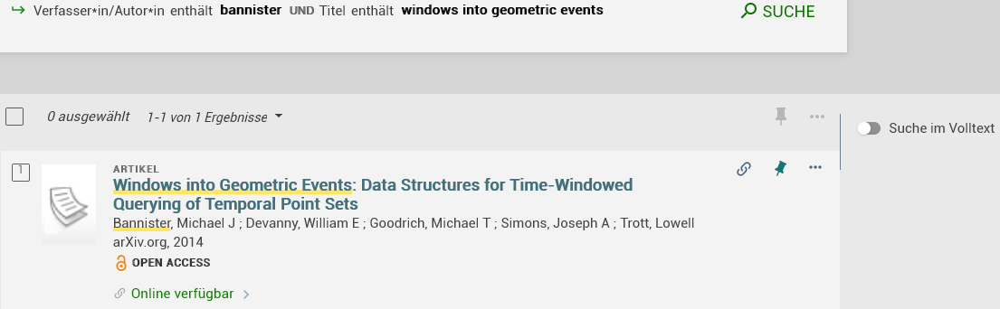 Verfasser*in/Autor*in enthält bannister UND Titel enthält windows into geometric events
SUCHE
0 ausgewählt 1-1 von 1 Ergebnisse
Suche im Volltext
1
ARTIKEL
Windows into Geometric Events: Data Structures for Time-Windowed
Querying of Temporal Point Sets
Bannister, Michael J ; Devanny, William E ; Goodrich, Michael T ; Simons, Joseph A ; Trott, Lowell
arXiv.org, 2014
OPEN ACCESS
Online verfügbar